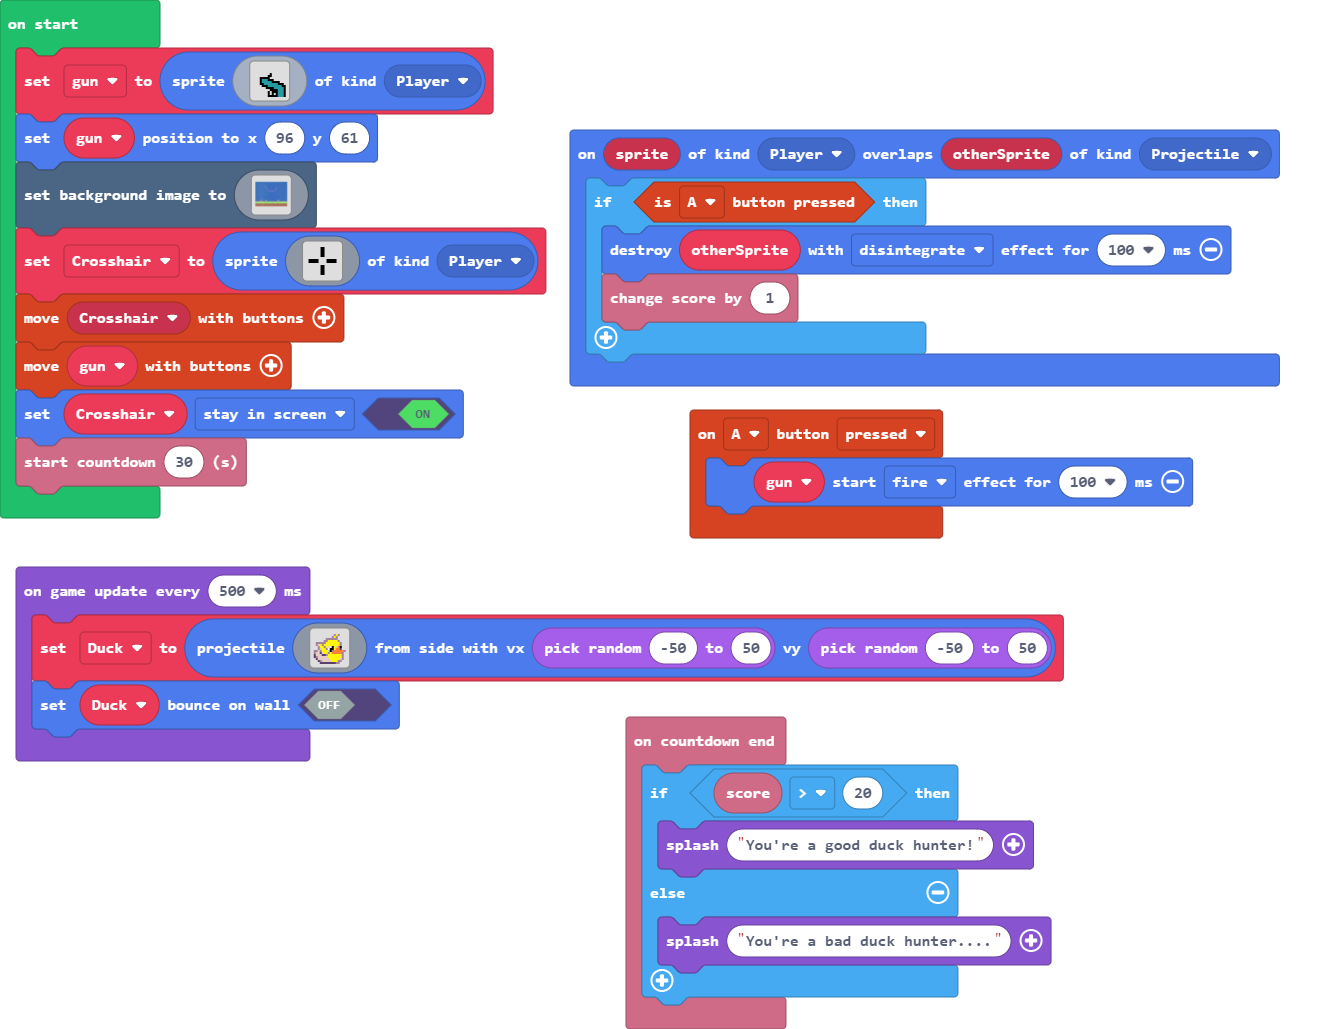 on start
set gun to sprite of kind Player
set gun position to x 96 y 61
set background image to
set Crosshair to sprite of kind Player
move Crosshair with buttons
move gun with buttons
set Crosshair stay in screen ON
start countdown 30 (s)
on sprite of kind Player overlaps otherSprite of kind Projectile
if is A button pressed then
destroy otherSprite with disintegrate effect for 100 ms
change score by 1
on A button pressed
gun start fire effect for 100 ms
on game update every 500 ms
set Duck to projectile from side with vx pick random -50 to 50 vy pick random -50 to 50
set Duck bounce on wall OFF
on countdown end
if score > 20 then
splash "You're a good duck hunter!"
else
splash "You're a bad duck hunter...."